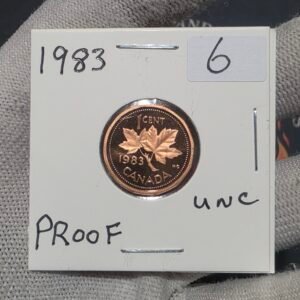 1983
6
1 CENT
1983
CANADA
UNC
PROOF